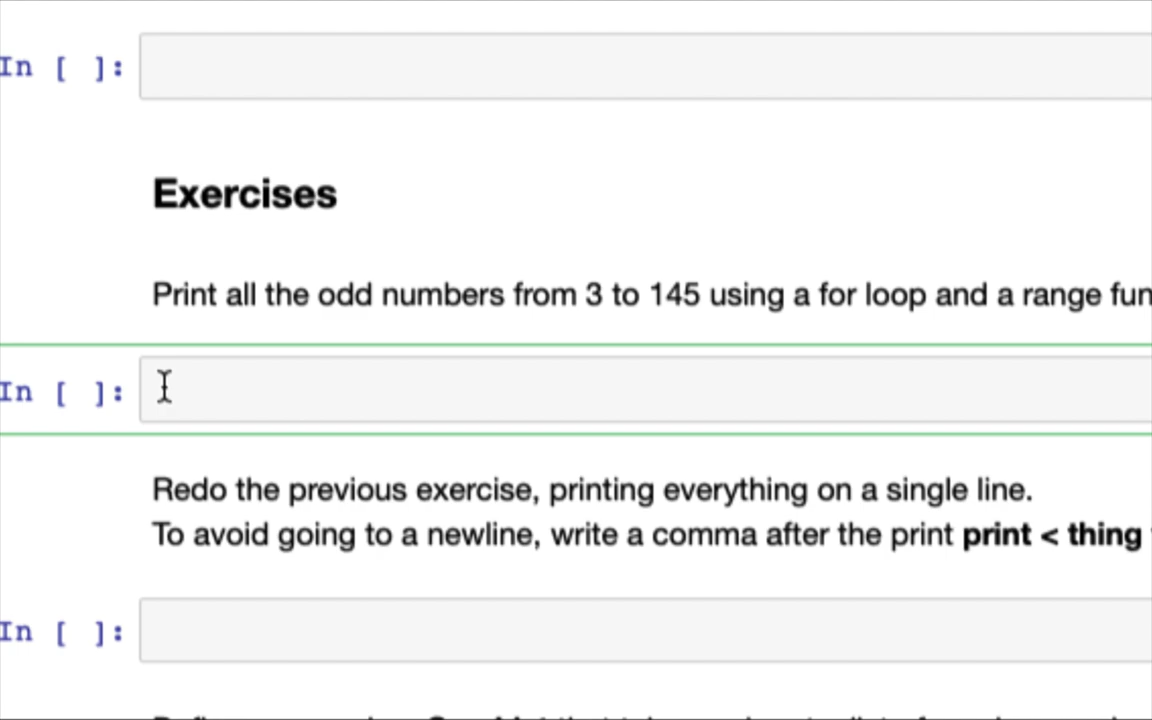 In [ ]:
Exercises
Print all the odd numbers from 3 to 145 using a for loop and a range fun
In [ ]:
Redo the previous exercise, printing everything on a single line.
To avoid going to a newline, write a comma after the print print < thing
In [ ]: